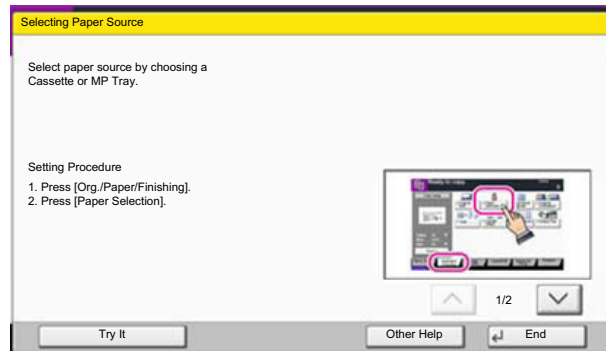 Selecting Paper Source
Select paper source by choosing a
Cassette or MP Tray.
Setting Procedure
1. Press [Org./Paper/Finishing].
2. Press [Paper Selection].
1/2
Try It
Other Help
End